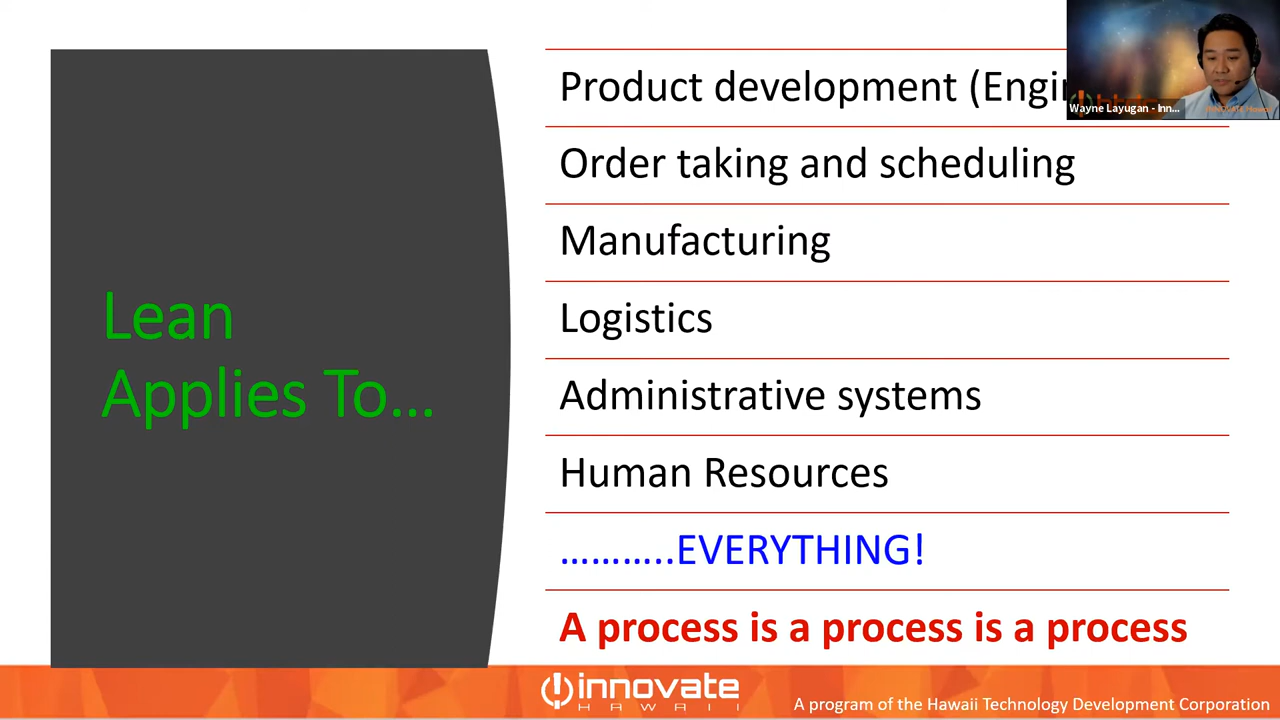 Lean
Applies To...
Product development
Order taking and scheduling
Manufacturing
Logistics
Administrative systems
Human Resources
………..EVERYTHING!
A process is a process is a process
Wayne Layugan - Inn...
innovate
HAWAII
A program of the Hawaii Technology Development Corporation